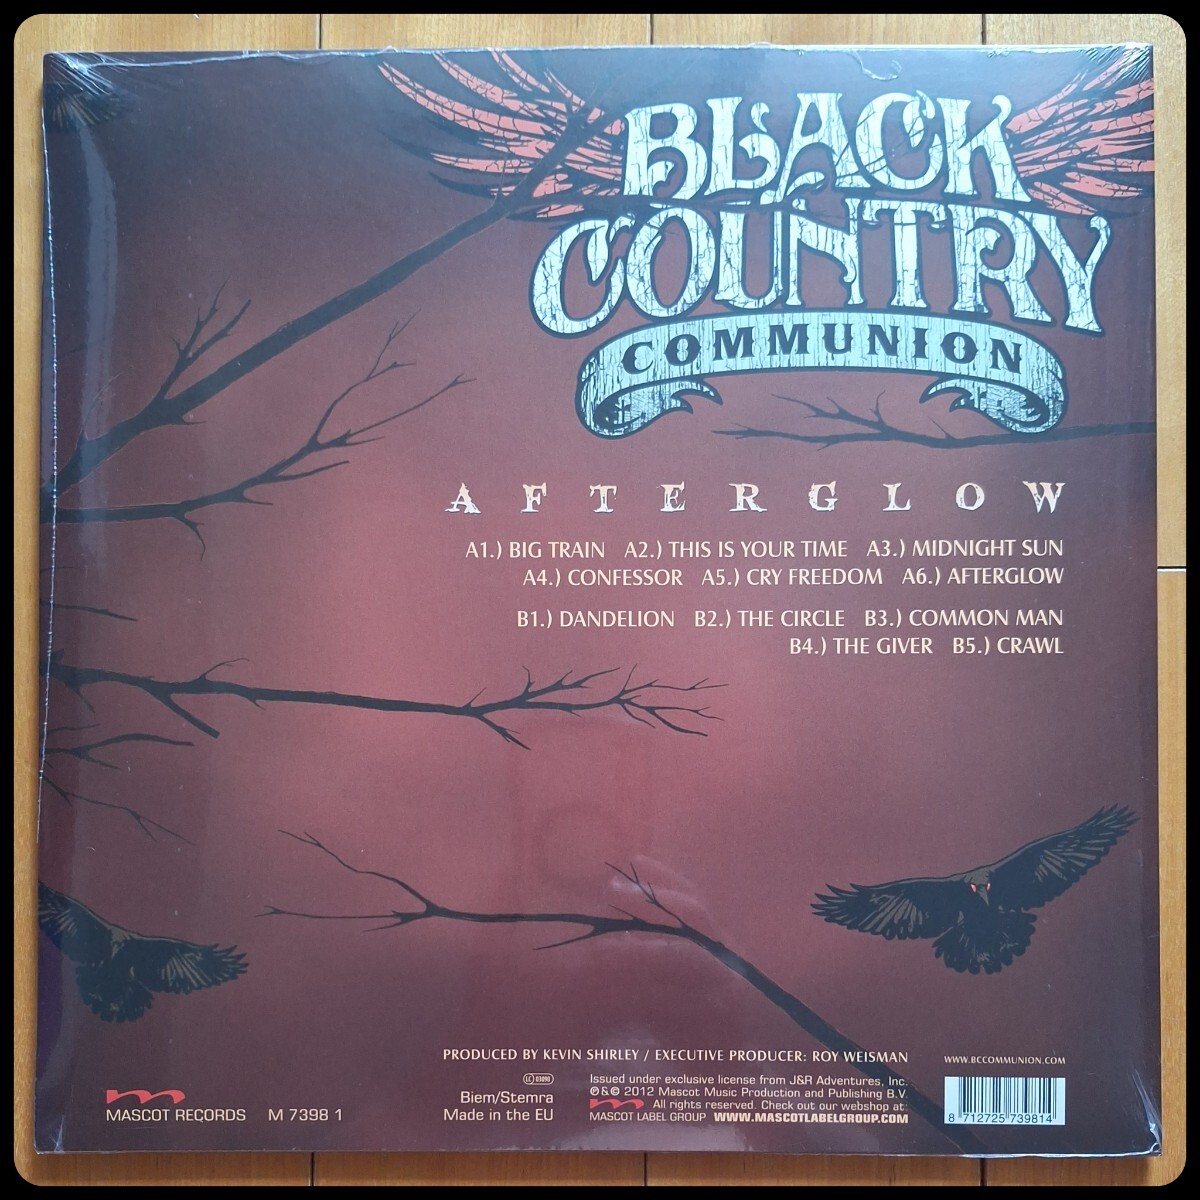 BLACK
COUNTRY
COMMUNION
AFTERGLOW
A1.) BIG TRAIN A2.) THIS IS YOUR TIME A3.) MIDNIGHT SUN
A4.) CONFESSOR A5.) CRY FREEDOM A6.) AFTERGLOW
B1.) DANDELION B2.) THE CIRCLE B3.) COMMON MAN
B4.) THE GIVER B5.) CRAWL
PRODUCED BY KEVIN SHIRLEY / EXECUTIVE PRODUCER: ROY WEISMAN
WWW.BCCOMMUNION.COM
MASCOT RECORDS M 7398 1
LC 01090
Biem/Stemra
Made in the EU
Issued under exclusive license from J&R Adventures, Inc.
℗&© 2012 Mascot Music Production and Publishing B.V.
All rights reserved. Check out our webshop at:
MASCOT LABEL GROUP WWW.MASCOTLABELGROUP.COM
8 712725 739814